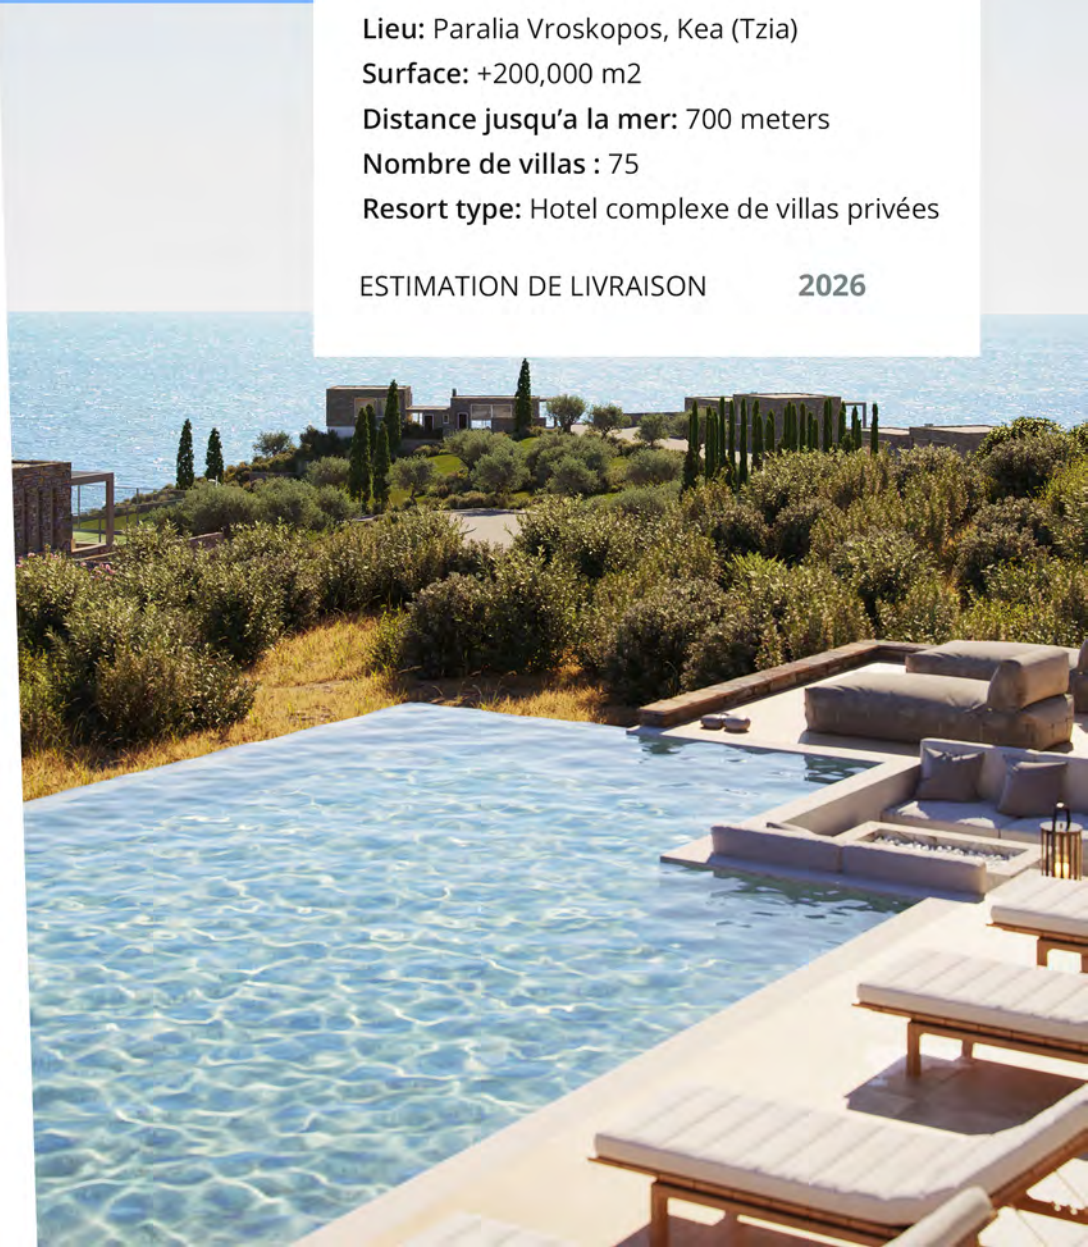 Lieu: Paralia Vroskopos, Kea (Tzia)
Surface: +200,000 m2
Distance jusqu'a la mer: 700 meters
Nombre de villas : 75
Resort type: Hotel complexe de villas privées
ESTIMATION DE LIVRAISON 2026